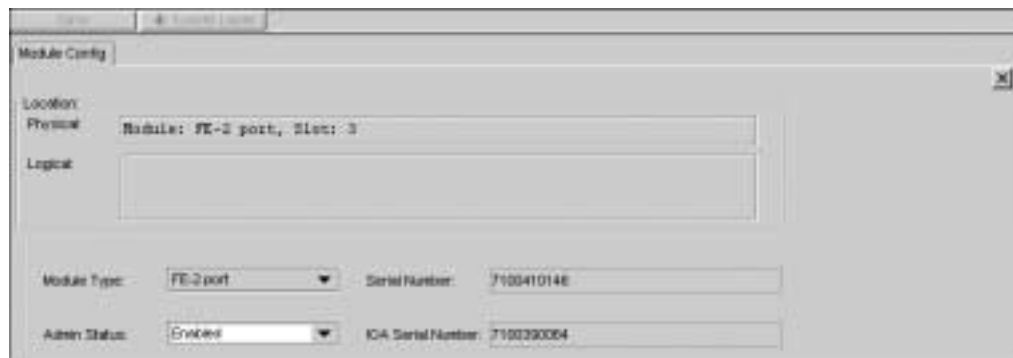 Module Config
Location:
Physical: Module: FE-2 port, Slot: 3
Logical:
Module Type: FE-2 port Serial Number: 7100410146
Admin Status: Enabled IOA Serial Number: 7100390064